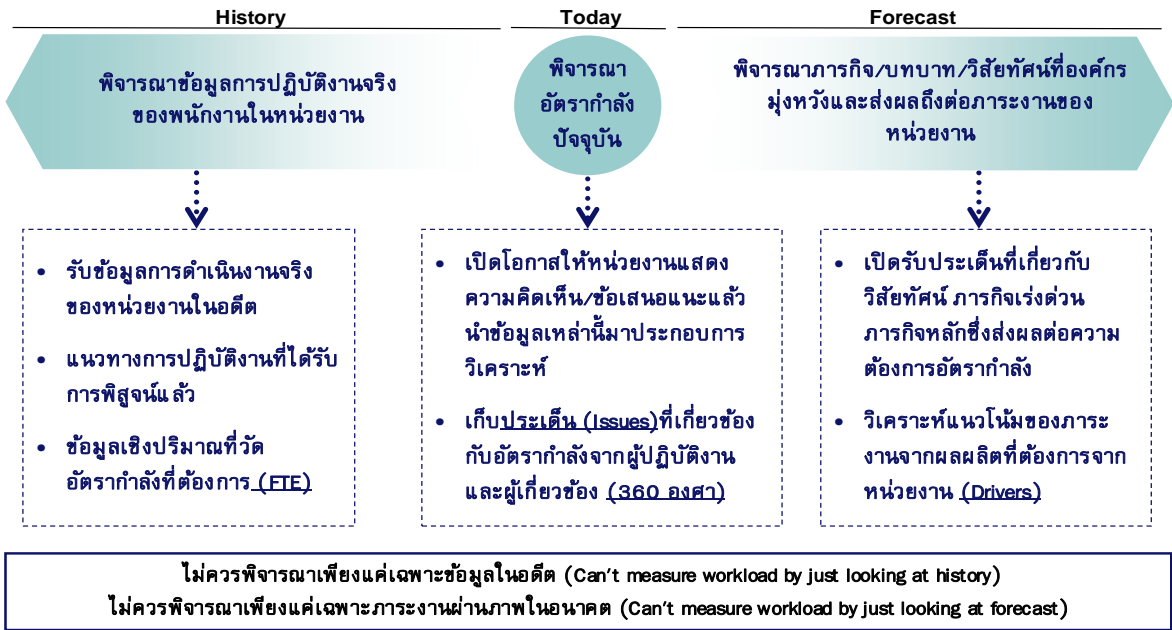 History
Today
Forecast
พิจารณาข้อมูลการปฏิบัติงานจริง
ของพนักงานในหน่วยงาน
พิจารณา
อัตรากำลัง
ปัจจุบัน
พิจารณาภารกิจ/บทบาท/วิสัยทัศน์ที่องค์กร
มุ่งหวังและส่งผลถึงต่อภาระงานของ
หน่วยงาน
• รับข้อมูลการดำเนินงานจริง
ของหน่วยงานในอดีต
• แนวทางการปฏิบัติงานที่ได้รับ
การพิสูจน์แล้ว
• ข้อมูลเชิงปริมาณที่วัด
อัตรากำลังที่ต้องการ (FTE)
• เปิดโอกาสให้หน่วยงานแสดง
ความคิดเห็น/ข้อเสนอแนะแล้ว
นำข้อมูลเหล่านี้มาประกอบการ
วิเคราะห์
• เก็บประเด็น (Issues)ที่เกี่ยวข้อง
กับอัตรากำลังจากผู้ปฏิบัติงาน
และผู้เกี่ยวข้อง (360 องศา)
• เปิดรับประเด็นที่เกี่ยวกับ
วิสัยทัศน์ ภารกิจเร่งด่วน
ภารกิจหลักซึ่งส่งผลต่อความ
ต้องการอัตรากำลัง
• วิเคราะห์แนวโน้มของภาระ
งานจากผลผลิตที่ต้องการจาก
หน่วยงาน (Drivers)
ไม่ควรพิจารณาเพียงแค่เฉพาะข้อมูลในอดีต (Can't measure workload by just looking at history)
ไม่ควรพิจารณาเพียงแค่เฉพาะภาระงานผ่านภาพในอนาคต (Can't measure workload by just looking at forecast)